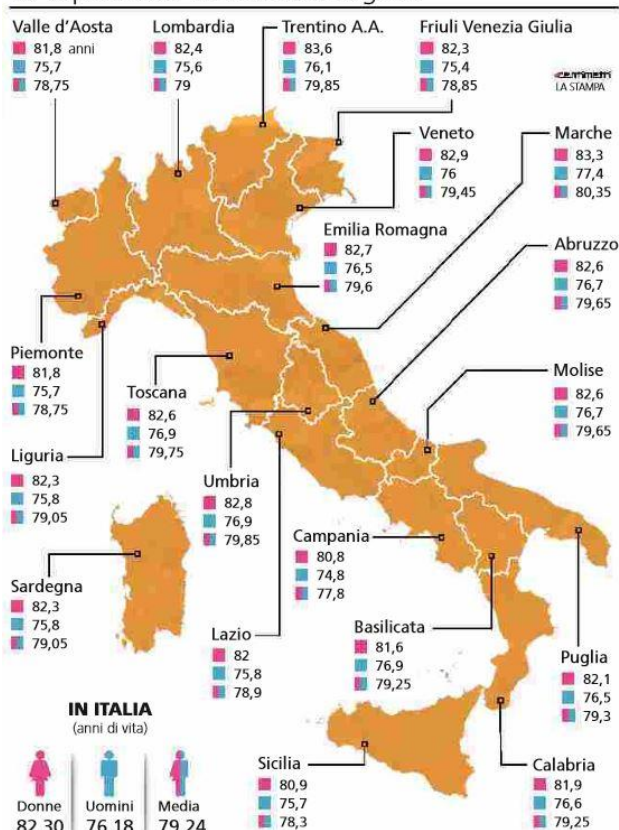 Valle d'Aosta
81,8 anni
75,7
78,75
Lombardia
82,4
75,6
79
Trentino A.A.
83,6
76,1
79,85
Friuli Venezia Giulia
82,3
75,4
78,85
LA STAMPA
Veneto
82,9
76
79,45
Marche
83,3
77,4
80,35
Emilia Romagna
82,7
76,5
79,6
Abruzzo
82,6
76,7
79,65
Piemonte
81,8
75,7
78,75
Toscana
82,6
76,9
79,75
Molise
82,6
76,7
79,65
Liguria
82,3
75,8
79,05
Umbria
82,8
76,9
79,85
Campania
80,8
74,8
77,8
Sardegna
82,3
75,8
79,05
Lazio
82
75,8
78,9
Basilicata
81,6
76,9
79,25
Puglia
82,1
76,5
79,3
IN ITALIA
(anni di vita)
Donne
82,30
Uomini
76,18
Media
79,24
Sicilia
80,9
75,7
78,3
Calabria
81,9
76,6
79,25